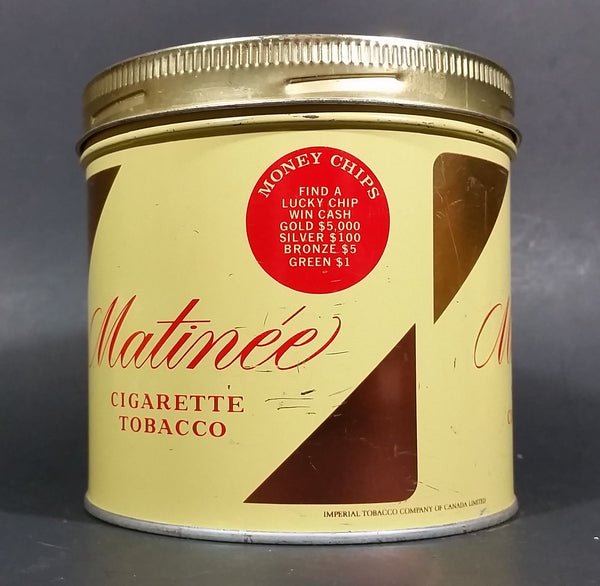 MONEY CHIPS
FIND A
LUCKY CHIP
WIN CASH
GOLD $5,000
SILVER $100
BRONZE $5
GREEN $1
Matinée
CIGARETTE
TOBACCO
IMPERIAL TOBACCO COMPANY OF CANADA LIMITED